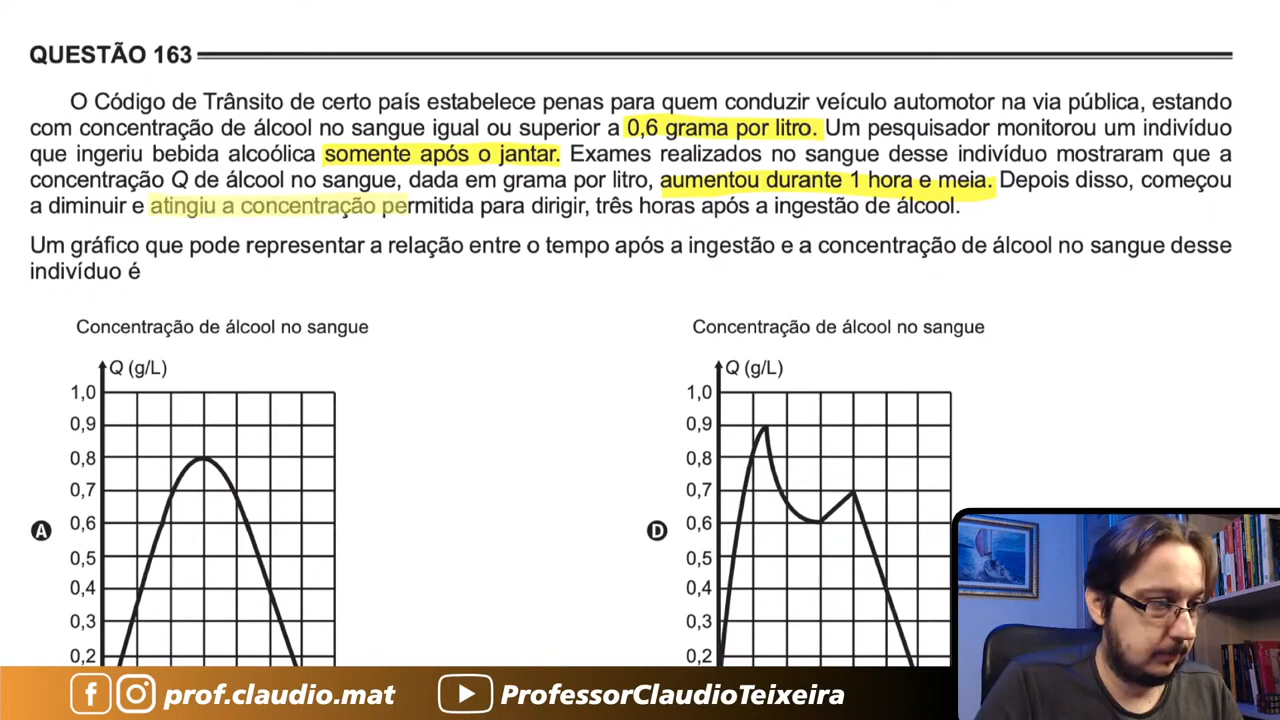 QUESTÃO 163
O Código de Trânsito de certo país estabelece penas para quem conduzir veículo automotor na via pública, estando
com concentração de álcool no sangue igual ou superior a 0,6 grama por litro. Um pesquisador monitorou um indivíduo
que ingeriu bebida alcoólica somente após o jantar. Exames realizados no sangue desse indivíduo mostraram que a
concentração Q de álcool no sangue, dada em grama por litro, aumentou durante 1 hora e meia. Depois disso, começou
a diminuir e atingiu a concentração permitida para dirigir, três horas após a ingestão de álcool.
Um gráfico que pode representar a relação entre o tempo após a ingestão e a concentração de álcool no sangue desse
indivíduo é
Concentração de álcool no sangue
Q (g/L)
1,0
0,9
0,8
0,7
A
0,6
0,5
0,4
0,3
0,2
Concentração de álcool no sangue
Q (g/L)
1,0
0,9
0,8
0,7
D
0,6
0,5
0,4
0,3
0,2
prof.claudio.mat
ProfessorClaudioTeixeira